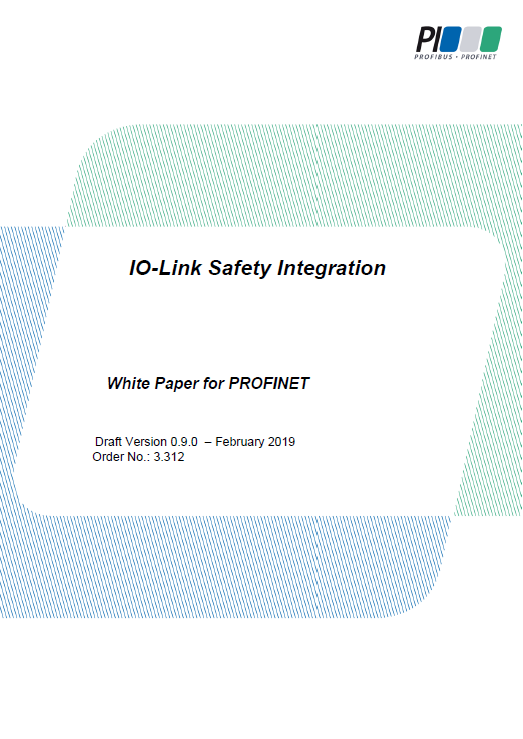 PI
PROFIBUS • PROFINET
IO-Link Safety Integration
White Paper for PROFINET
Draft Version 0.9.0 – February 2019
Order No.: 3.312